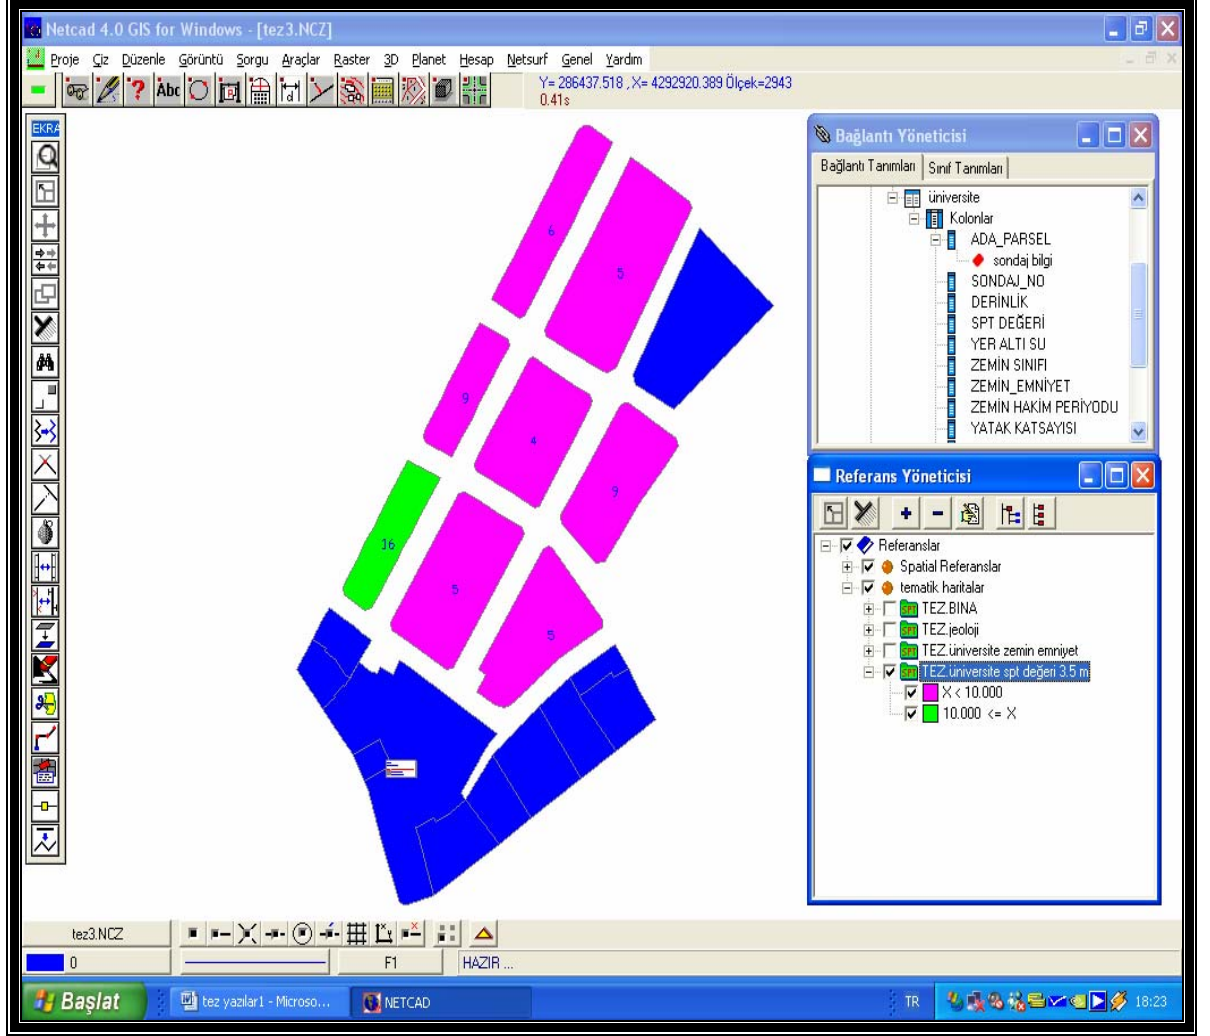 Netcad 4.0 GIS for Windows - [tez3.NCZ]
Proje Çiz Düzenle Görüntü Sorgu Araçlar Raster 3D Planet Hesap Netsurf Genel Yardım
Abc
Y= 286437.518 , X= 4292920.389 Ölçek=2943
0.41s
EKRA
6
5
9
4
9
16
5
5
Bağlantı Yöneticisi
Bağlantı Tanımları Sınıf Tanımları
üniversite
Kolonlar
ADA_PARSEL
sondaj bilgi
SONDAJ_NO
DERİNLİK
SPT DEĞERİ
YER ALTI SU
ZEMİN SINIFI
ZEMİN_EMNİYET
ZEMİN HAKİM PERİYODU
YATAK KATSAYISI
Referans Yöneticisi
Referanslar
Spatial Referanslar
tematik haritalar
SPT TEZ.BINA
SPT TEZ.jeoloji
SPT TEZ.üniversite zemin emniyet
SPT TEZ.üniversite spt değeri 3.5 m
X < 10.000
10.000 <= X
tez3.NCZ
0 F1 HAZIR ...
Başlat tez yazılar1 - Microso... NETCAD TR 18:23